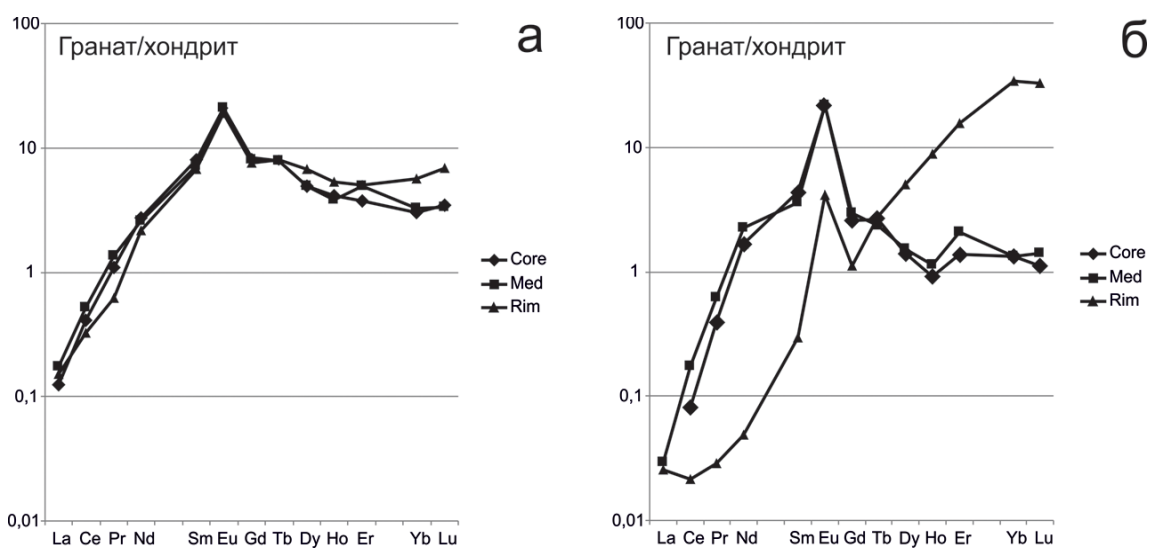 а
Гранат/хондрит
100
10
1
0,1
0,01
La Ce Pr Nd Sm Eu Gd Tb Dy Ho Er Yb Lu
Core
Med
Rim
б
Гранат/хондрит
100
10
1
0,1
0,01
La Ce Pr Nd Sm Eu Gd Tb Dy Ho Er Yb Lu
Core
Med
Rim